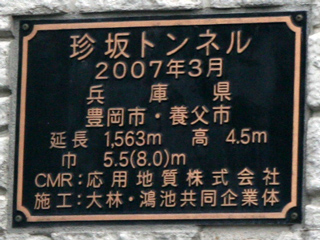 珍坂トンネル
2007年3月
兵庫県
豊岡市・養父市
延長 1,563m 高 4.5m
巾 5.5(8.0)m
CMR:応用地質株式会社
施工:大林・鴻池共同企業体